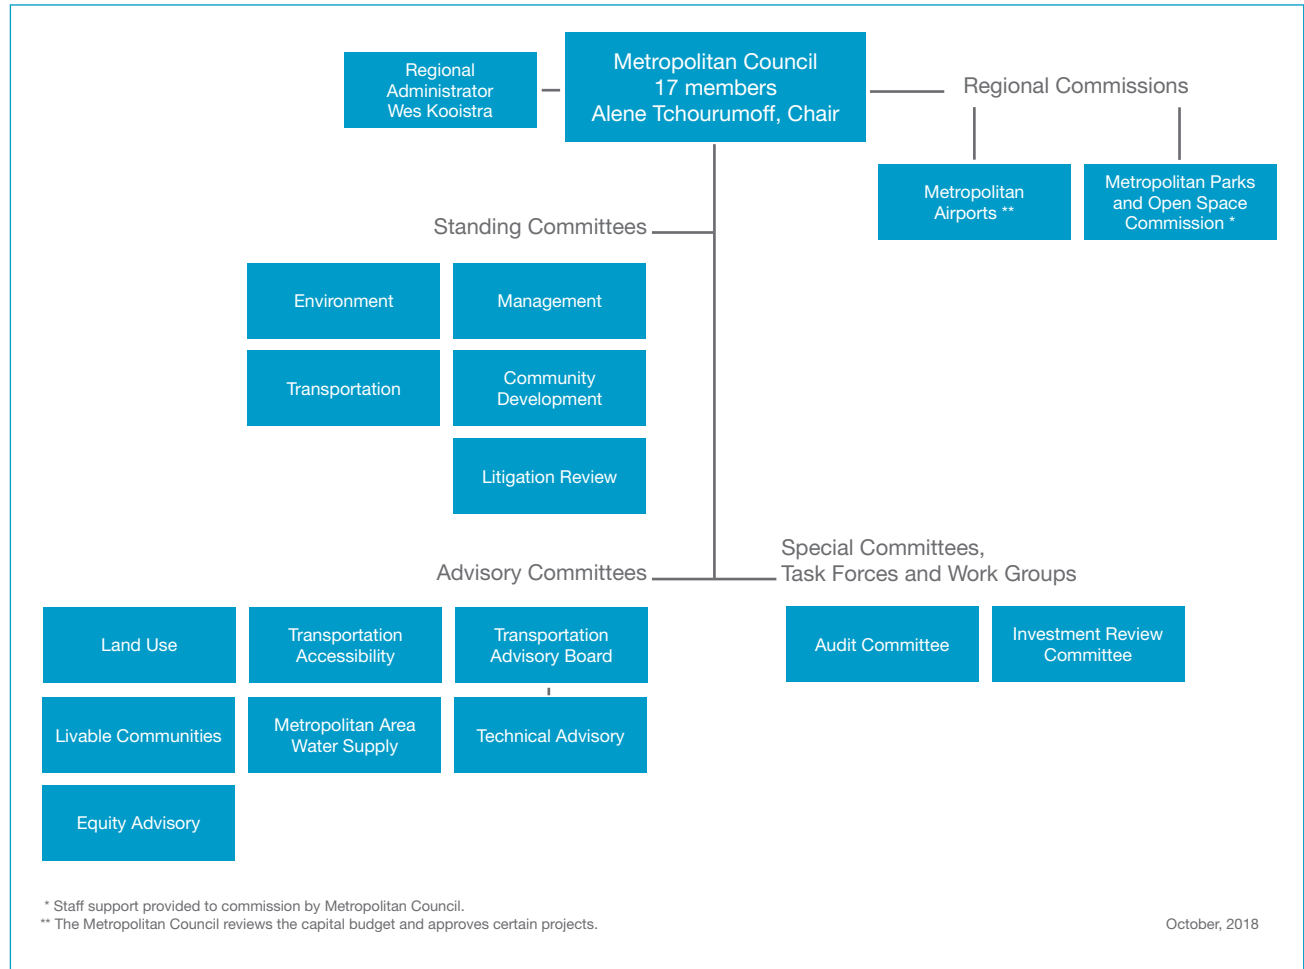 Regional
Administrator
Wes Kooistra
Metropolitan Council
17 members
Alene Tchourumoff, Chair
Regional Commissions
Metropolitan
Airports **
Metropolitan Parks
and Open Space
Commission *
Standing Committees
Environment
Management
Transportation
Community
Development
Litigation Review
Advisory Committees
Special Committees,
Task Forces and Work Groups
Land Use
Transportation
Accessibility
Transportation
Advisory Board
Audit Committee
Investment Review
Committee
Livable Communities
Metropolitan Area
Water Supply
Technical Advisory
Equity Advisory
* Staff support provided to commission by Metropolitan Council.
** The Metropolitan Council reviews the capital budget and approves certain projects.
October, 2018